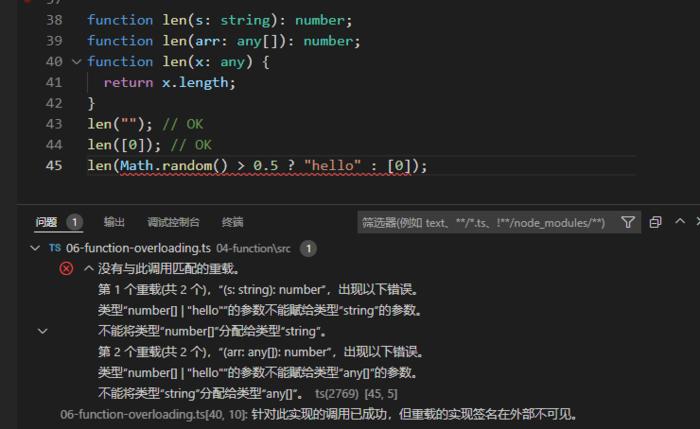 37
38 function len(s: string): number;
39 function len(arr: any[]): number;
40 function len(x: any) {
41 return x.length;
42 }
43 len(""); // OK
44 len([0]); // OK
45 len(Math.random() > 0.5 ? "hello" : [0]);
问题 1 输出 调试控制台 终端 筛选器(例如 text、**/*.ts、!**/node_modules/**)
TS 06-function-overloading.ts 04-function\src 1
没有与此调用匹配的重载。
第 1 个重载(共 2 个)，“(s: string): number”，出现以下错误。
类型“number[] | "hello"”的参数不能赋给类型“string”的参数。
不能将类型“number[]”分配给类型“string”。
第 2 个重载(共 2 个)，“(arr: any[]): number”，出现以下错误。
类型“number[] | "hello"”的参数不能赋给类型“any[]”的参数。
不能将类型“string”分配给类型“any[]”。 ts(2769) [45, 5]
06-function-overloading.ts[40, 10]: 针对此实现的调用已成功，但重载的实现签名在外部不可见。